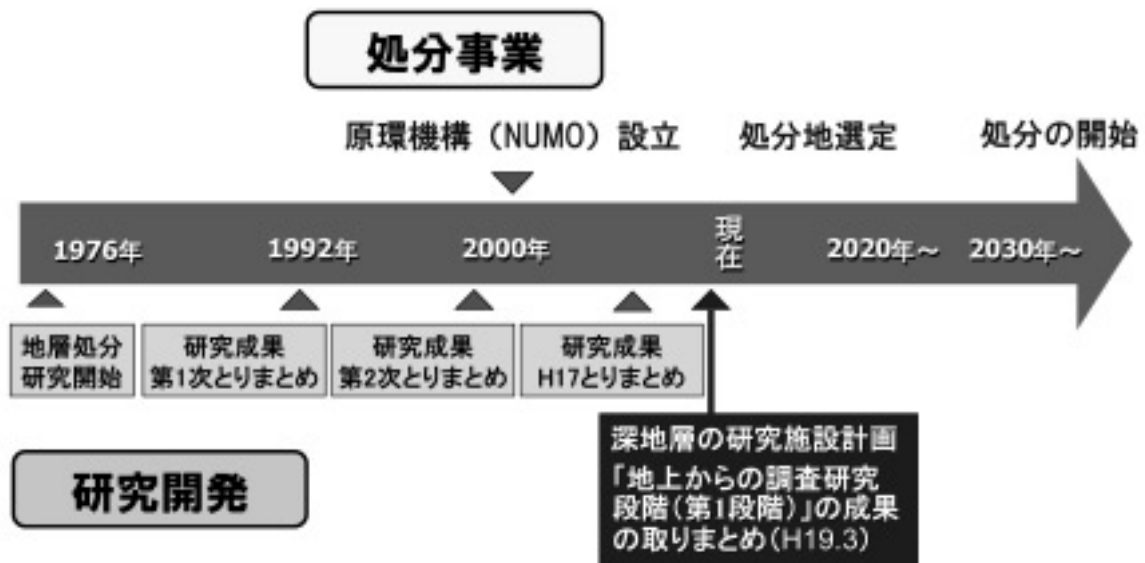 処分事業
原環機構（NUMO）設立 処分地選定 処分の開始
1976年 1992年 2000年 現在 2020年～ 2030年～
地層処分
研究開始
研究成果
第1次とりまとめ
研究成果
第2次とりまとめ
研究成果
H17とりまとめ
深地層の研究施設計画
「地上からの調査研究
段階（第1段階）」の成果
の取りまとめ（H19.3）
研究開発